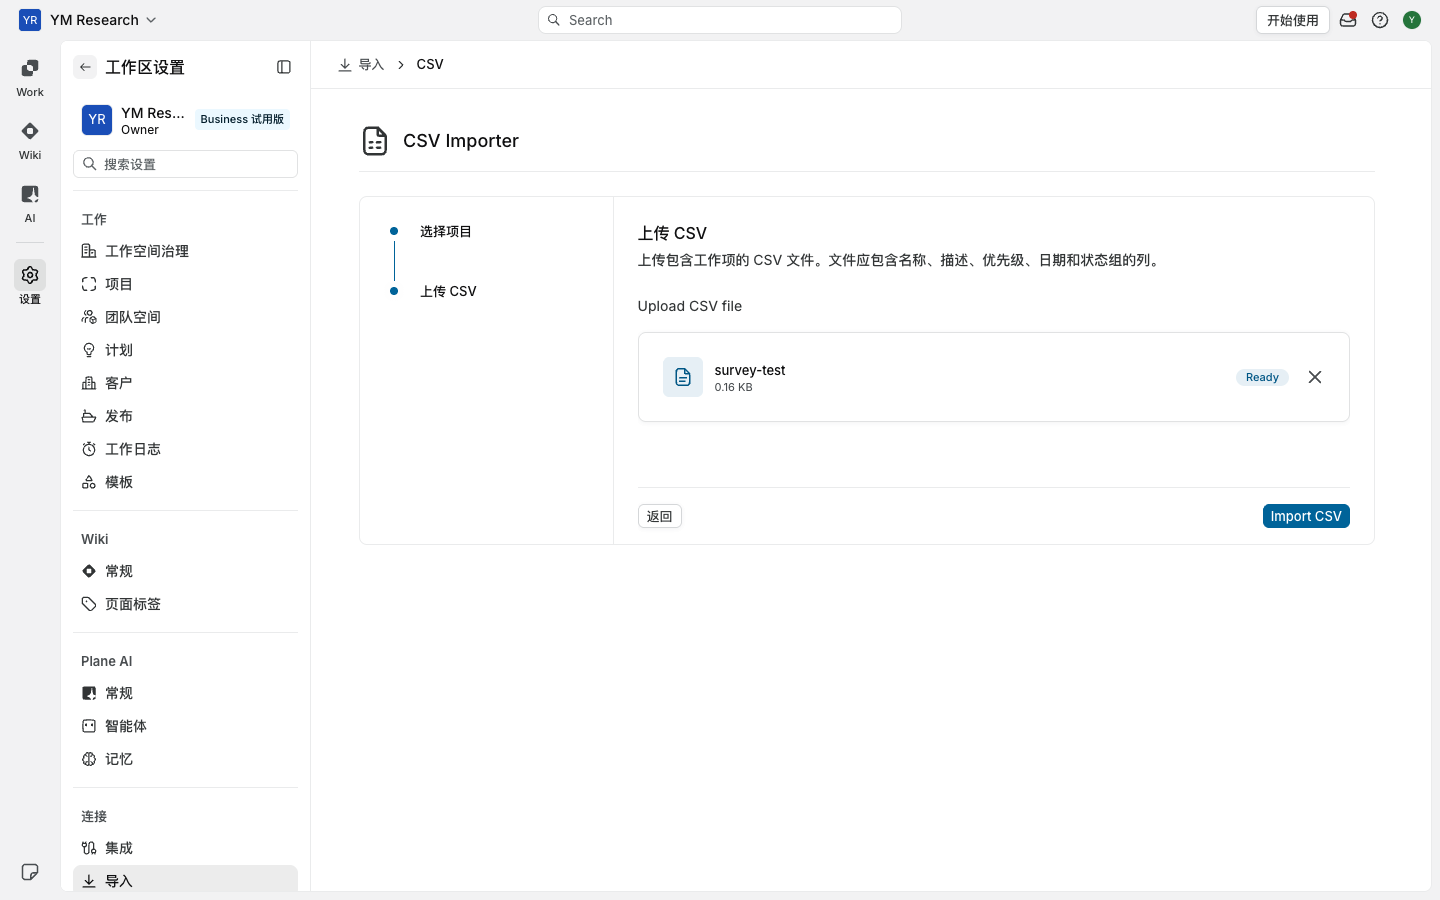 YR YM Research
Search
开始使用
Y
Work
Wiki
AI
设置
工作区设置
YR
YM Res...
Owner
Business 试用版
搜索设置
工作
工作空间治理
项目
团队空间
计划
客户
发布
工作日志
模板
Wiki
常规
页面标签
Plane AI
常规
智能体
记忆
连接
集成
导入
导入 CSV
CSV Importer
选择项目
上传 CSV
上传 CSV
上传包含工作项的 CSV 文件。文件应包含名称、描述、优先级、日期和状态组的列。
Upload CSV file
survey-test
0.16 KB
Ready
返回
Import CSV